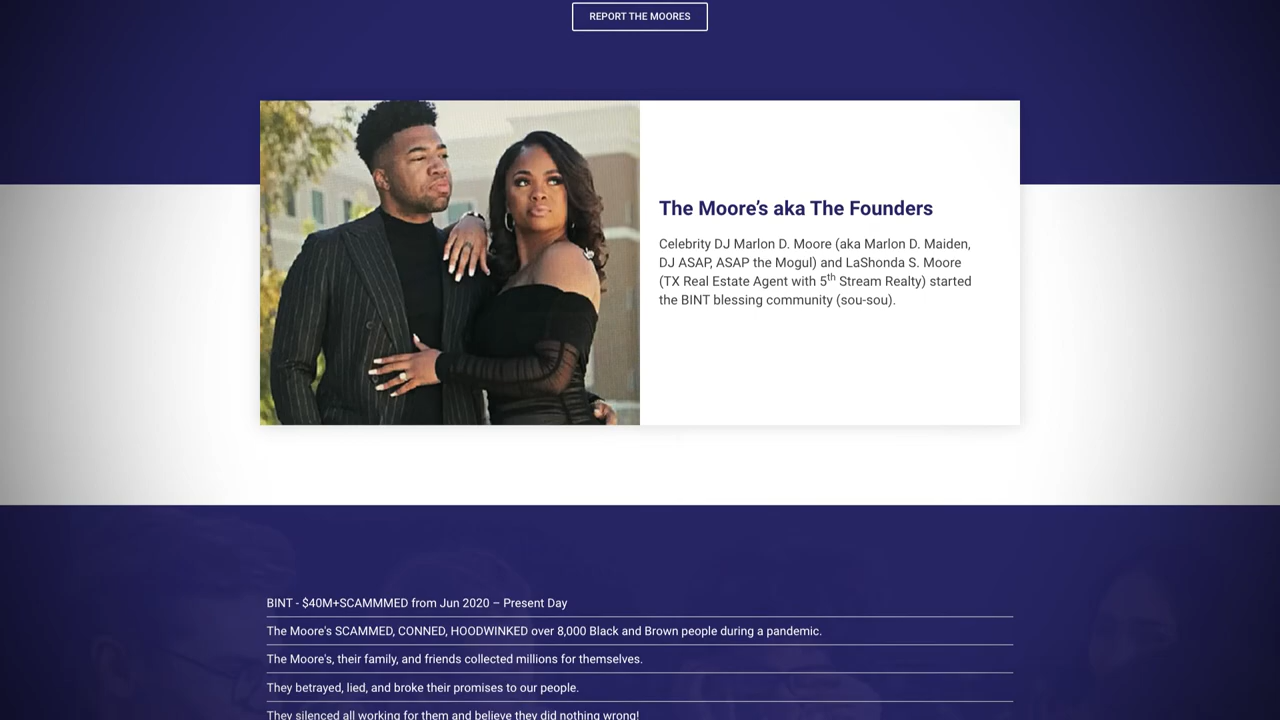 REPORT THE MOORES
The Moore’s aka The Founders
Celebrity DJ Marlon D. Moore (aka Marlon D. Maiden,
DJ ASAP, ASAP the Mogul) and LaShonda S. Moore
(TX Real Estate Agent with 5th Stream Realty) started
the BINT blessing community (sou-sou).
BINT - $40M+SCAMMMED from Jun 2020 – Present Day
The Moore's SCAMMED, CONNED, HOODWINKED over 8,000 Black and Brown people during a pandemic.
The Moore's, their family, and friends collected millions for themselves.
They betrayed, lied, and broke their promises to our people.
They silenced all working for them and believe they did nothing wrong!